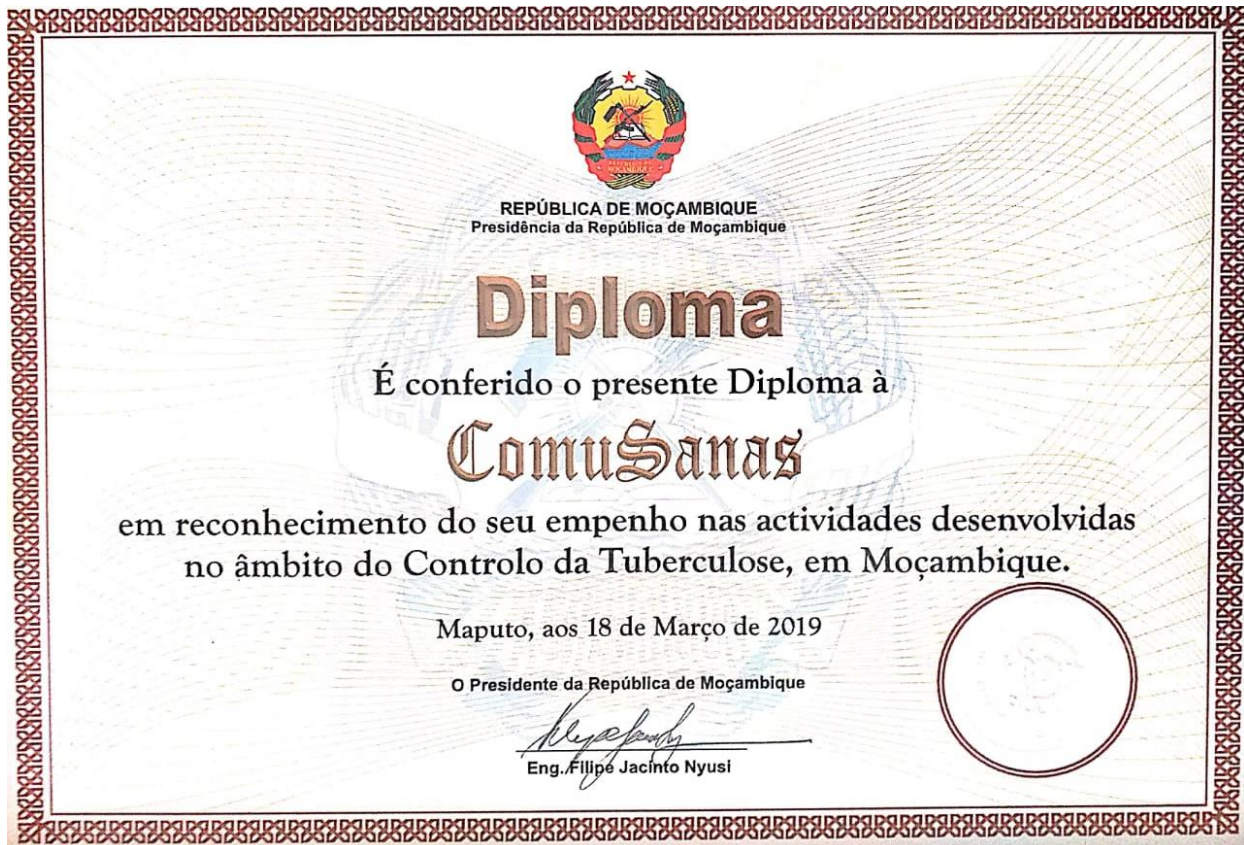 REPÚBLICA DE MOÇAMBIQUE
Presidência da República de Moçambique
Diploma
É conferido o presente Diploma à
ComuSanas
em reconhecimento do seu empenho nas actividades desenvolvidas
no âmbito do Controlo da Tuberculose, em Moçambique.
Maputo, aos 18 de Março de 2019
O Presidente da República de Moçambique
Eng. Filipe Jacinto Nyusi